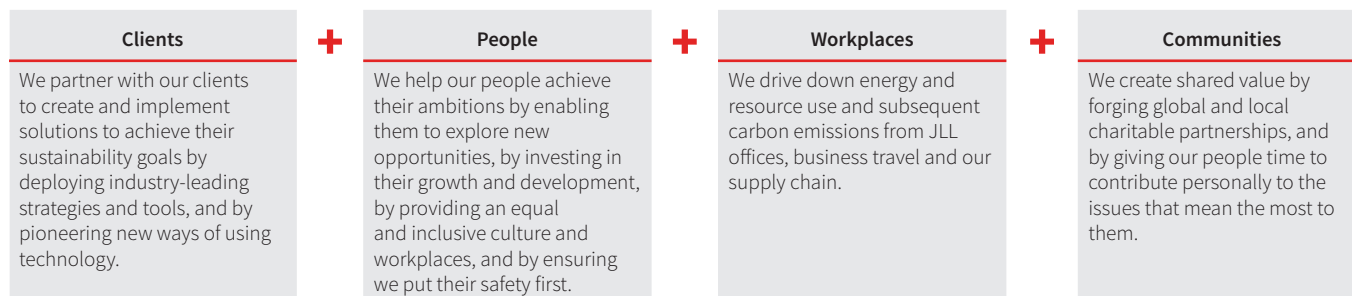 Clients
We partner with our clients
to create and implement
solutions to achieve their
sustainability goals by
deploying industry-leading
strategies and tools, and by
pioneering new ways of using
technology.
People
We help our people achieve
their ambitions by enabling
them to explore new
opportunities, by investing in
their growth and development,
by providing an equal
and inclusive culture and
workplaces, and by ensuring
we put their safety first.
Workplaces
We drive down energy and
resource use and subsequent
carbon emissions from JLL
offices, business travel and our
supply chain.
Communities
We create shared value by
forging global and local
charitable partnerships, and
by giving our people time to
contribute personally to the
issues that mean the most to
them.